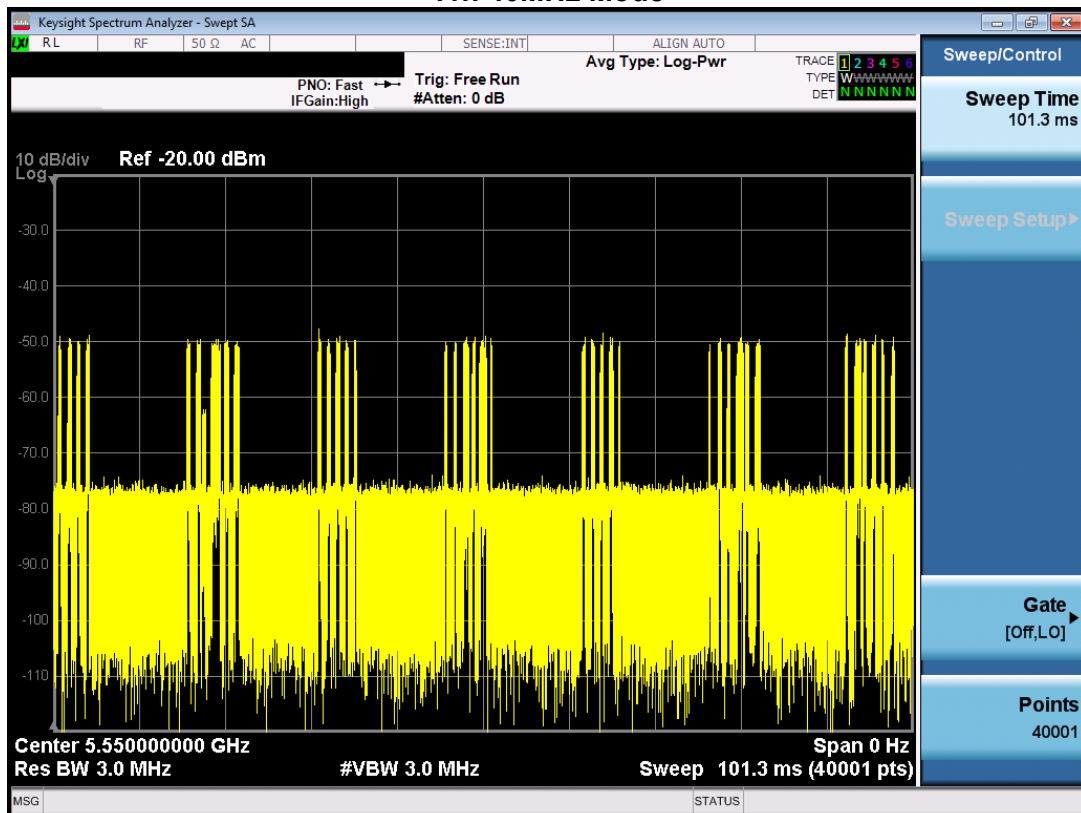 Keysight Spectrum Analyzer - Swept SA
LXI RL RF 50 Ω AC SENSE:INT ALIGN AUTO
PNO: Fast
IFGain:High
Trig: Free Run
#Atten: 0 dB
Avg Type: Log-Pwr
TRACE 1 2 3 4 5 6
TYPE WWWWWW
DET N N N N N N
10 dB/div Ref -20.00 dBm
Log
-30.0
-40.0
-50.0
-60.0
-70.0
-80.0
-90.0
-100
-110
Center 5.550000000 GHz Span 0 Hz
Res BW 3.0 MHz #VBW 3.0 MHz Sweep 101.3 ms (40001 pts)
MSG STATUS
Sweep/Control
Sweep Time
101.3 ms
Sweep Setup
Gate
[Off,LO]
Points
40001